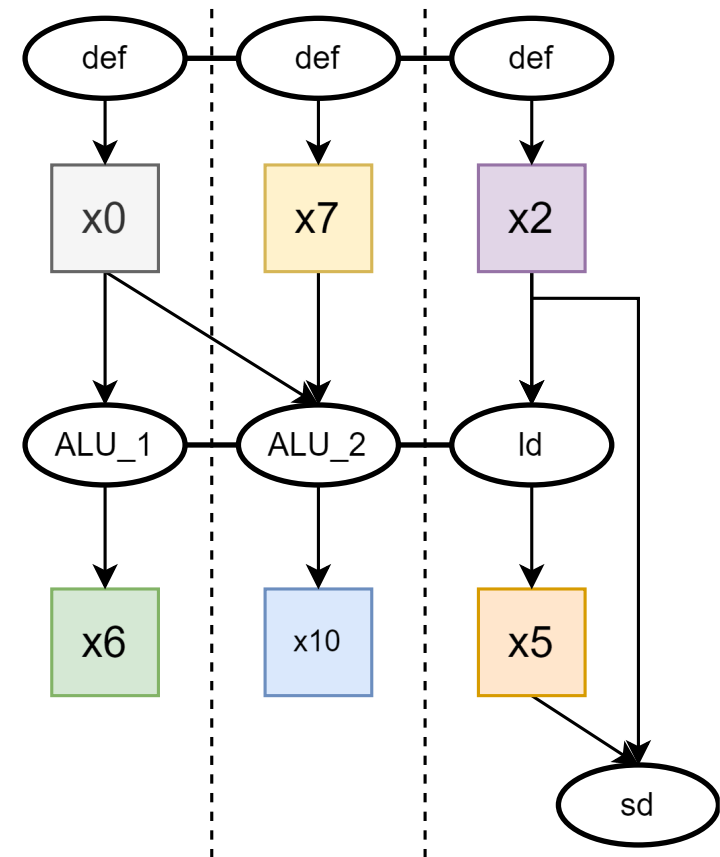 def def def
x0 x7 x2
ALU_1 ALU_2 ld
x6 x10 x5
sd